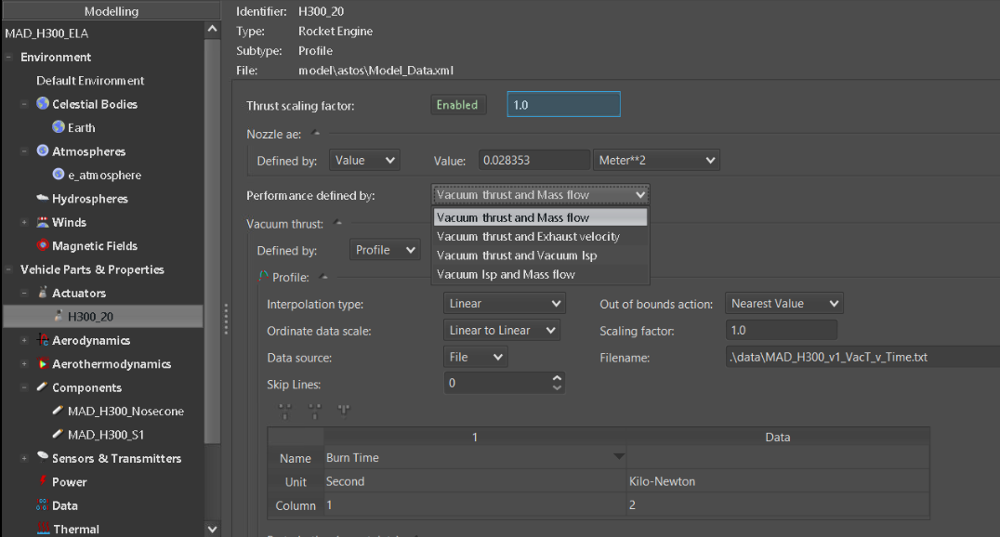 Modelling
MAD_H300_ELA
Environment
Default Environment
Celestial Bodies
Earth
Atmospheres
e_atmosphere
Hydrospheres
Winds
Magnetic Fields
Vehicle Parts & Properties
Actuators
H300_20
Aerodynamics
Aerothermodynamics
Components
MAD_H300_Nosecone
MAD_H300_S1
Sensors & Transmitters
Power
Data
Thermal
Identifier: H300_20
Type: Rocket Engine
Subtype: Profile
File: model\astos\Model_Data.xml
Thrust scaling factor: Enabled 1.0
Nozzle ae:
Defined by: Value Value: 0.028353 Meter**2
Performance defined by: Vacuum thrust and Mass flow
Vacuum thrust and Mass flow
Vacuum thrust and Exhaust velocity
Vacuum thrust and Vacuum Isp
Vacuum Isp and Mass flow
Vacuum thrust:
Defined by: Profile
Profile:
Interpolation type: Linear Out of bounds action: Nearest Value
Ordinate data scale: Linear to Linear Scaling factor: 1.0
Data source: File Filename: .\data\MAD_H300_v1_VacT_v_Time.txt
Skip Lines: 0
1 Data
Name Burn Time
Unit Second Kilo-Newton
Column 1 2